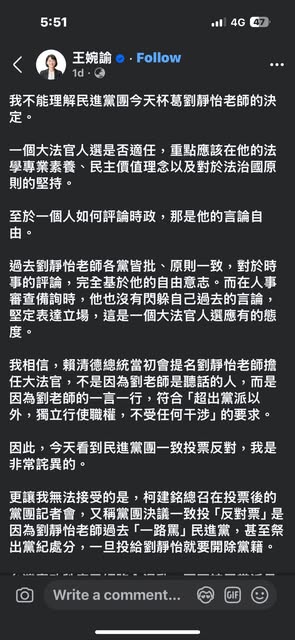 5:51
4G 47
王婉諭 · Follow
1d ·
我不能理解民進黨團今天杯葛劉靜怡老師的決
定。
一個大法官人選是否適任，重點應該在他的法
學專業素養、民主價值理念以及對於法治國原
則的堅持。
至於一個人如何評論時政，那是他的言論自
由。
過去劉靜怡老師各黨皆批、原則一致，對於時
事的評論，完全基於他的自由意志。而在人事
審查備詢時，他也沒有閃躲自己過去的言論，
堅定表達立場，這是一個大法官人選應有的態
度。
我相信，賴清德總統當初會提名劉靜怡老師擔
任大法官，不是因為劉老師是聽話的人，而是
因為劉老師的一言一行，符合「超出黨派以
外，獨立行使職權，不受任何干涉」的要求。
因此，今天看到民進黨團一致投票反對，我是
非常詫異的。
更讓我無法接受的是，柯建銘總召在投票後的
黨團記者會，又稱黨團決議一致投「反對票」是
因為劉靜怡老師過去「一路罵」民進黨，甚至祭
出黨紀處分，一旦投給劉靜怡就要開除黨籍。
Write a comment...
GIF